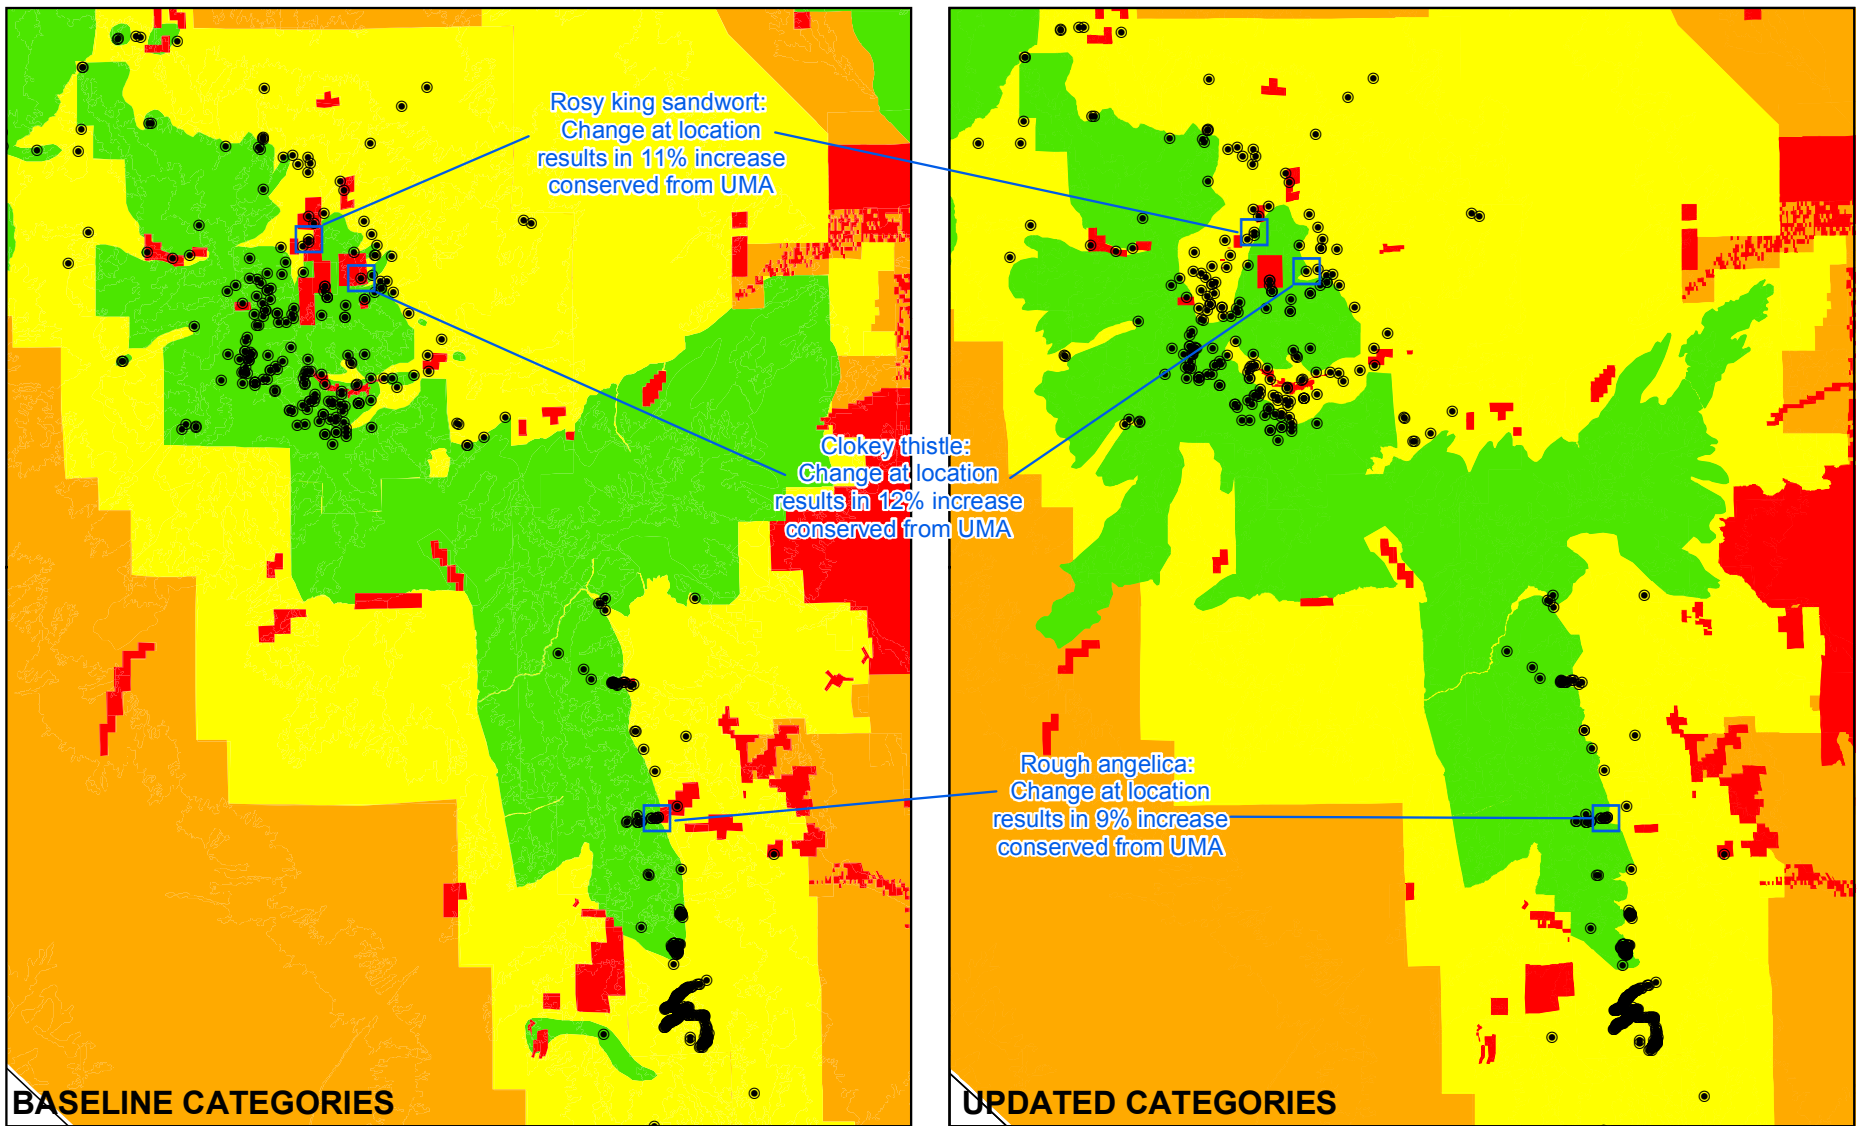 Rosy king sandwort:
Change at location
results in 11% increase
conserved from UMA
Clokey thistle:
Change at location
results in 12% increase
conserved from UMA
Rough angelica:
Change at location
results in 9% increase
conserved from UMA
BASELINE CATEGORIES
UPDATED CATEGORIES